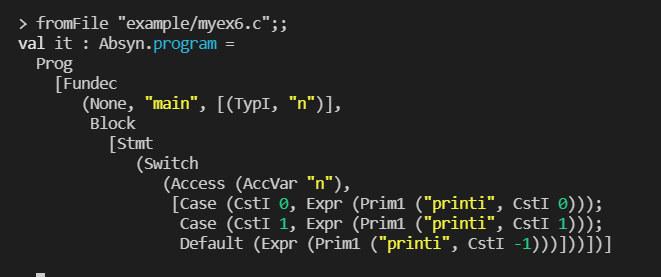 > fromFile "example/myex6.c";;
val it : Absyn.program =
  Prog
    [Fundec
       (None, "main", [(TypI, "n")],
        Block
          [Stmt
             (Switch
                (Access (AccVar "n"),
                 [Case (CstI 0, Expr (Prim1 ("printi", CstI 0)));
                  Case (CstI 1, Expr (Prim1 ("printi", CstI 1)));
                  Default (Expr (Prim1 ("printi", CstI -1)))]))])]